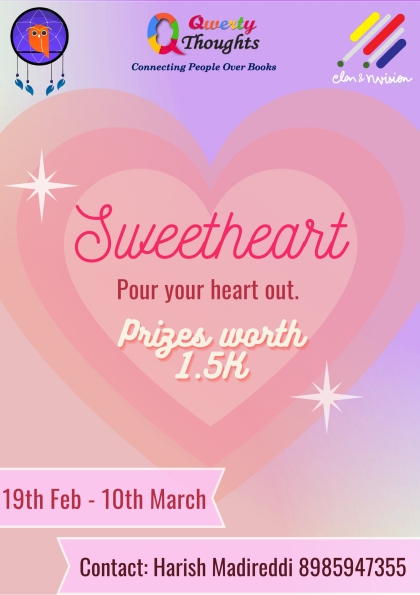 Qwerty
Thoughts
Connecting People Over Books
elan & nvision
Sweetheart
Pour your heart out.
Prizes worth
1.5K
19th Feb - 10th March
Contact: Harish Madireddi 8985947355